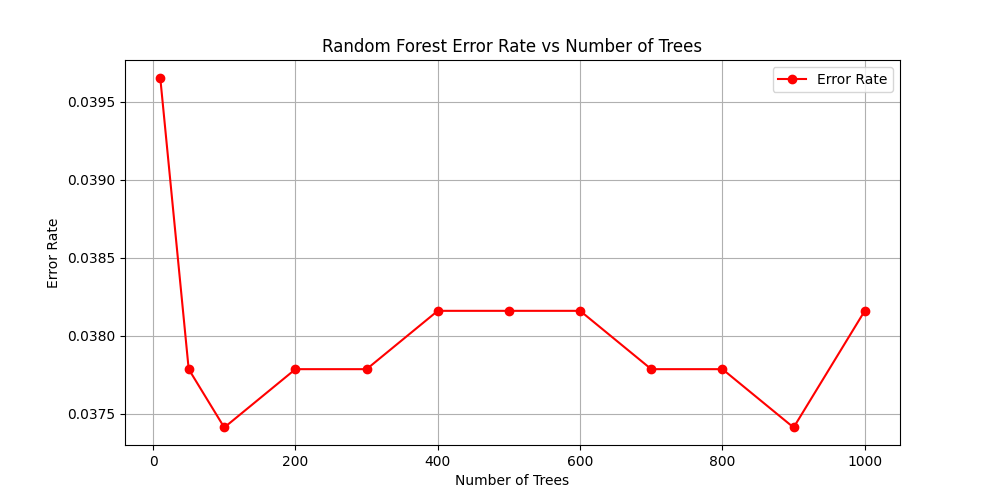 Random Forest Error Rate vs Number of Trees
Error Rate
0.0395
0.0390
0.0385
0.0380
0.0375
Error Rate
0
200
400
600
800
1000
Number of Trees